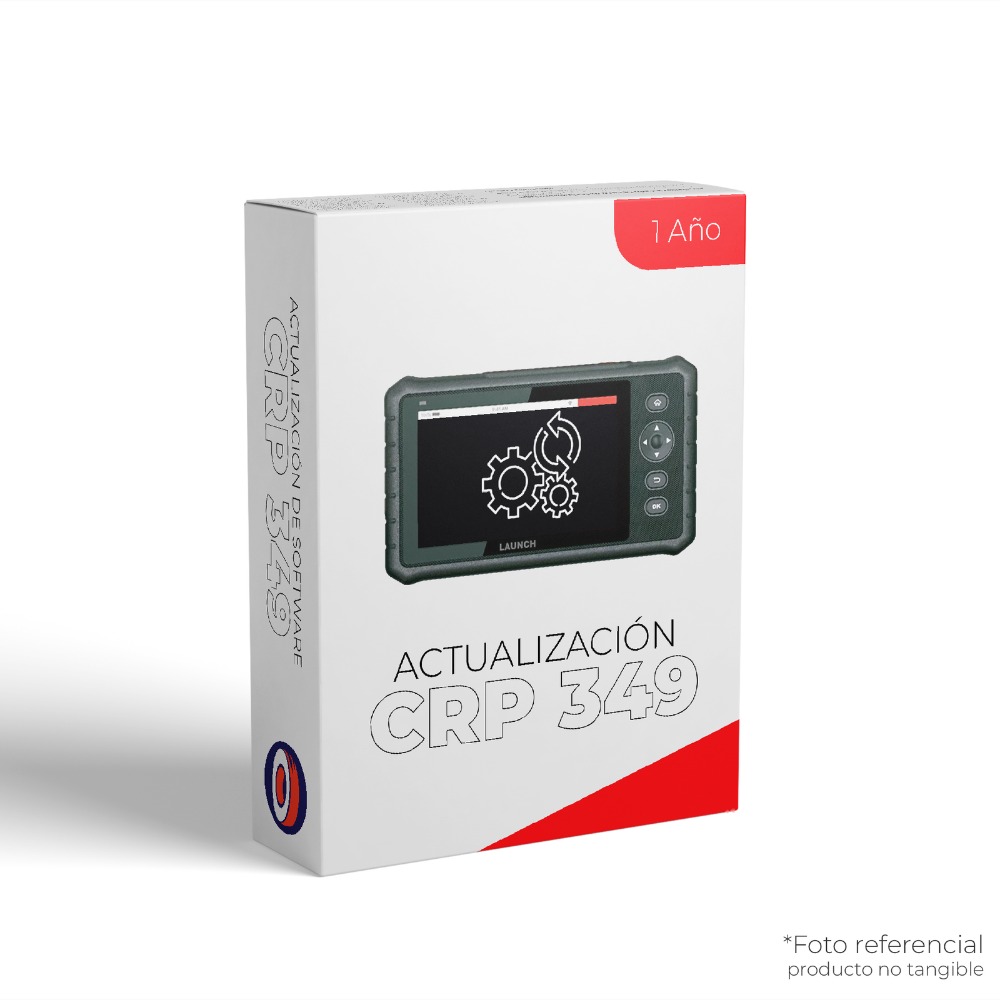 1 Año
LAUNCH
OK
ACTUALIZACIÓN
CRP 349
ACTUALIZACIÓN DE SOFTWARE
CRP 349
*Foto referencial
producto no tangible